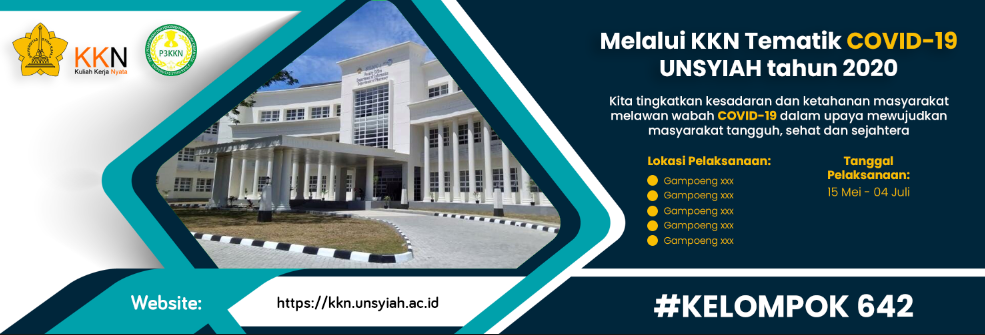 KKN
Kuliah Kerja Nyata
P3KKN
Melalui KKN Tematik COVID-19
UNSYIAH tahun 2020
Kita tingkatkan kesadaran dan ketahanan masyarakat
melawan wabah COVID-19 dalam upaya mewujudkan
masyarakat tangguh, sehat dan sejahtera
Lokasi Pelaksanaan:
Gampoeng xxx
Gampoeng xxx
Gampoeng xxx
Gampoeng xxx
Gampoeng xxx
Tanggal
Pelaksanaan:
15 Mei - 04 Juli
Website:
https://kkn.unsyiah.ac.id
#KELOMPOK 642